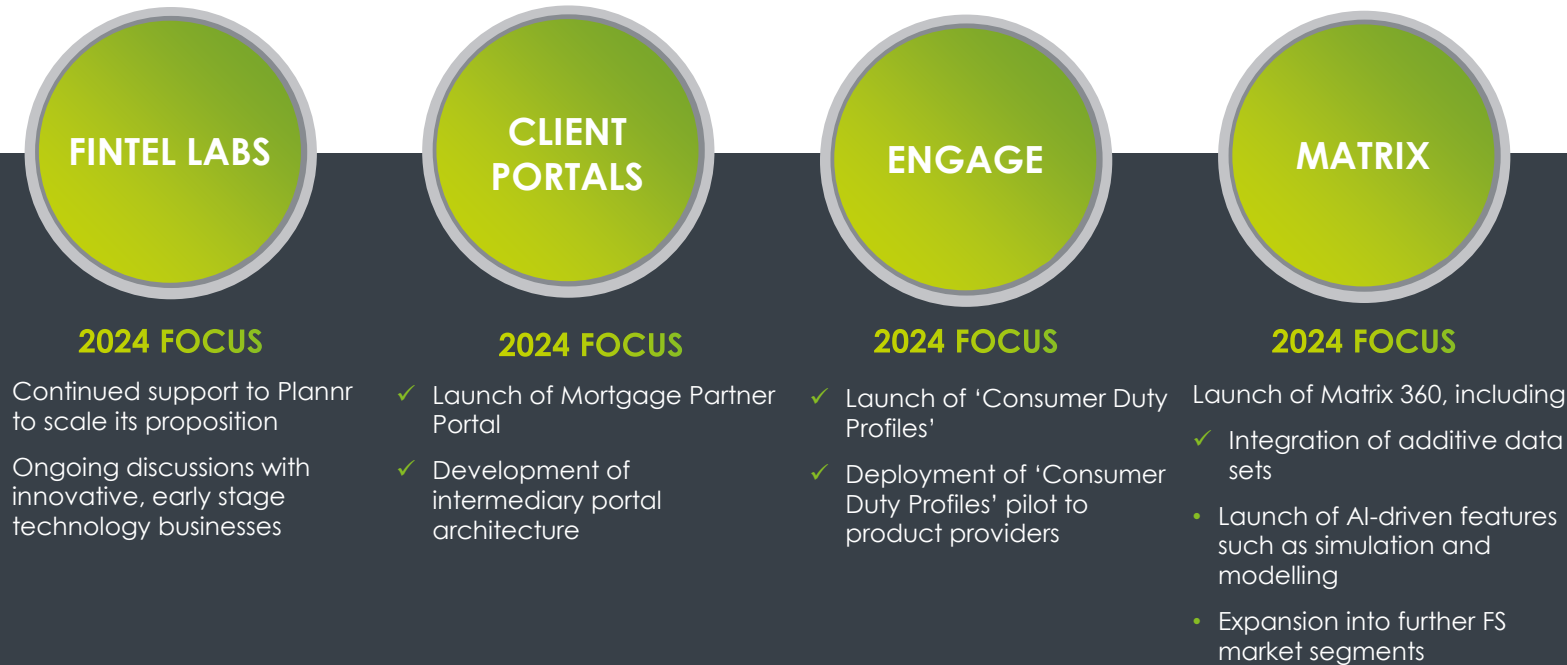 FINTEL LABS
2024 FOCUS
Continued support to Plannr
to scale its proposition
Ongoing discussions with
innovative, early stage
technology businesses
CLIENT
PORTALS
2024 FOCUS
✓ Launch of Mortgage Partner
Portal
✓ Development of
intermediary portal
architecture
ENGAGE
2024 FOCUS
✓ Launch of ‘Consumer Duty
Profiles’
✓ Deployment of ‘Consumer
Duty Profiles’ pilot to
product providers
MATRIX
2024 FOCUS
Launch of Matrix 360, including
✓ Integration of additive data
sets
• Launch of AI-driven features
such as simulation and
modelling
• Expansion into further FS
market segments